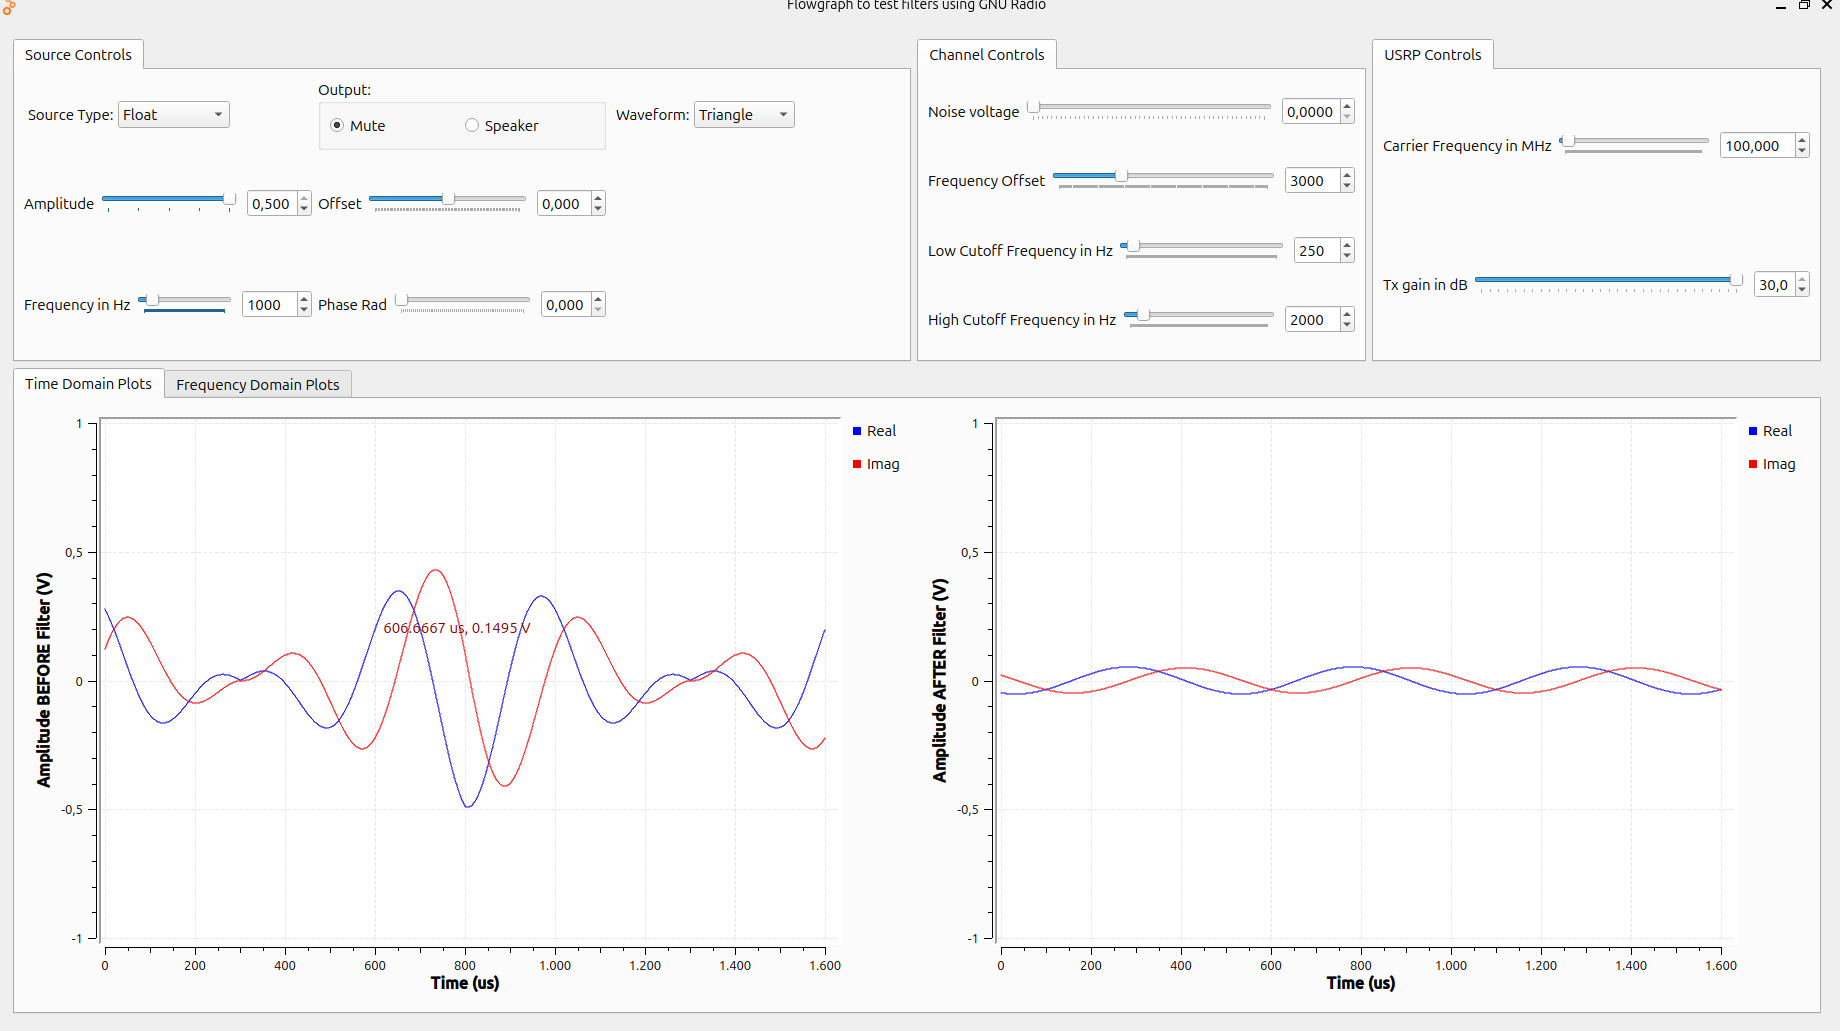 Flowgraph to test filters using GNU Radio
Source Controls
Source Type: Float
Output:
Mute Speaker
Waveform: Triangle
Amplitude 0,500 Offset 0,000
Frequency in Hz 1000 Phase Rad 0,000
Channel Controls
Noise voltage 0,0000
Frequency Offset 3000
Low Cutoff Frequency in Hz 250
High Cutoff Frequency in Hz 2000
USRP Controls
Carrier Frequency in MHz 100,000
Tx gain in dB 30,0
Time Domain Plots Frequency Domain Plots
Amplitude BEFORE Filter (V)
1
0,5
0
-0,5
-1
606.6667 us, 0.1495 V
0 200 400 600 800 1.000 1.200 1.400 1.600
Time (us)
Real
Imag
Amplitude AFTER Filter (V)
1
0,5
0
-0,5
-1
0 200 400 600 800 1.000 1.200 1.400 1.600
Time (us)
Real
Imag